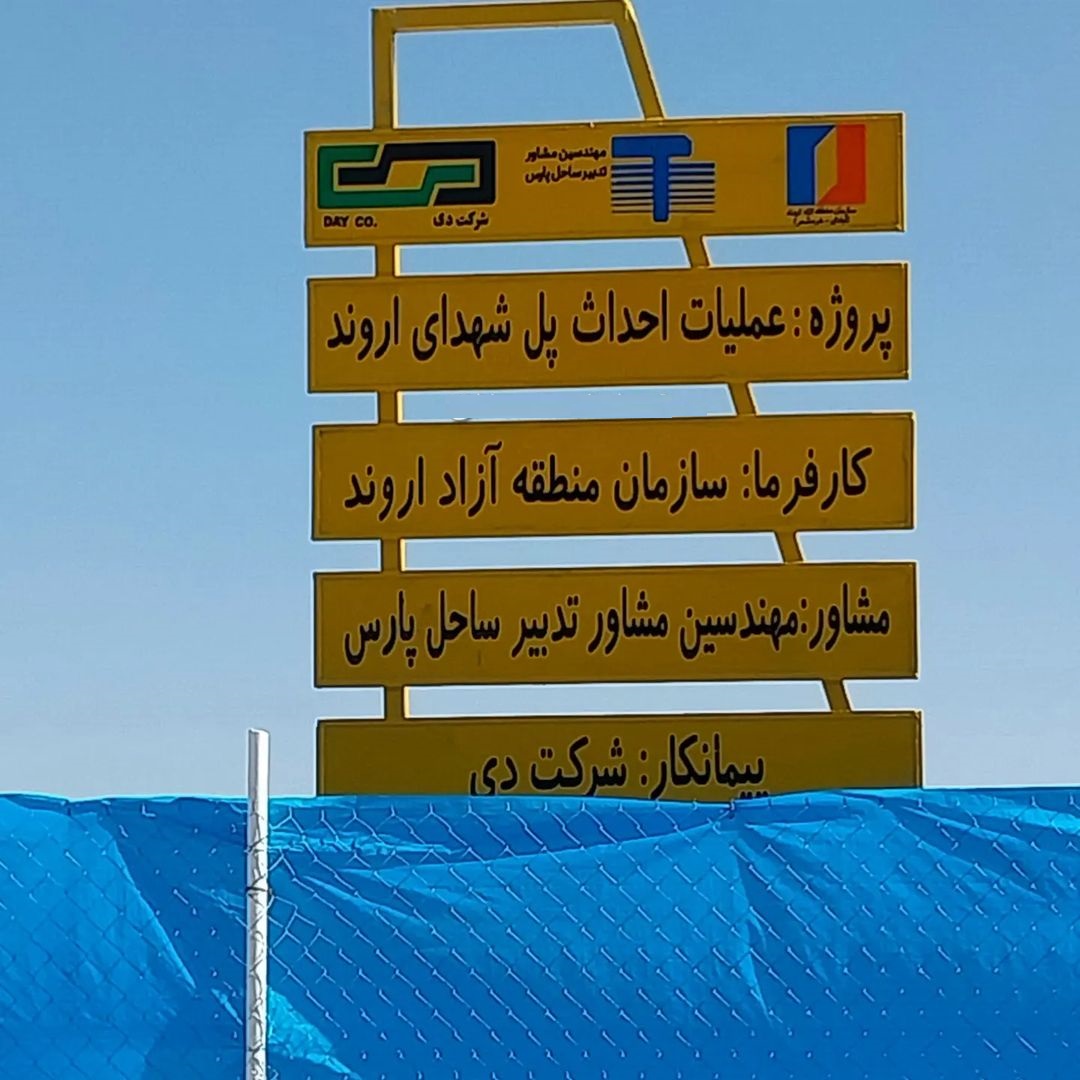 مهندسین مشاور
تدبیر ساحل پارس
DAY CO. شرکت دی
پروژه : عملیات احداث پل شهدای اروند
کارفرما: سازمان منطقه آزاد اروند
مشاور:مهندسین مشاور تدبیر ساحل پارس
پیمانکار: شرکت دی